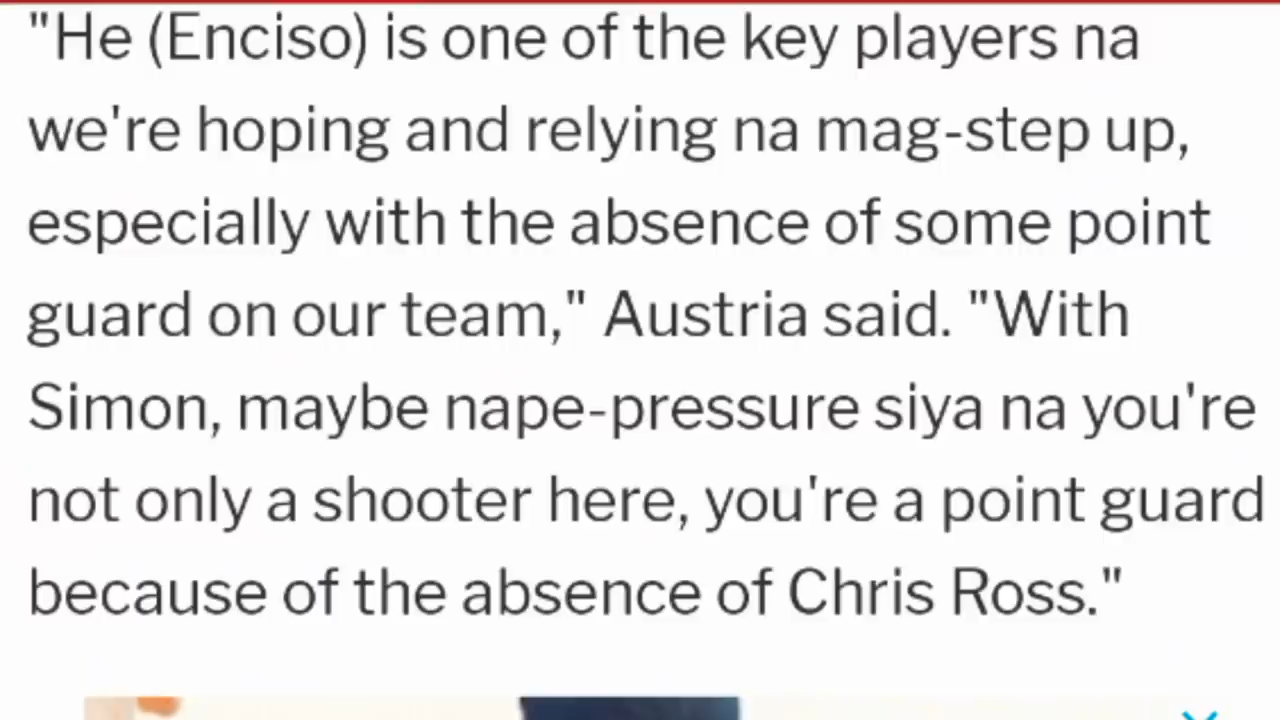 "He (Enciso) is one of the key players na
we're hoping and relying na mag-step up,
especially with the absence of some point
guard on our team," Austria said. "With
Simon, maybe nape-pressure siya na you're
not only a shooter here, you're a point guard
because of the absence of Chris Ross."